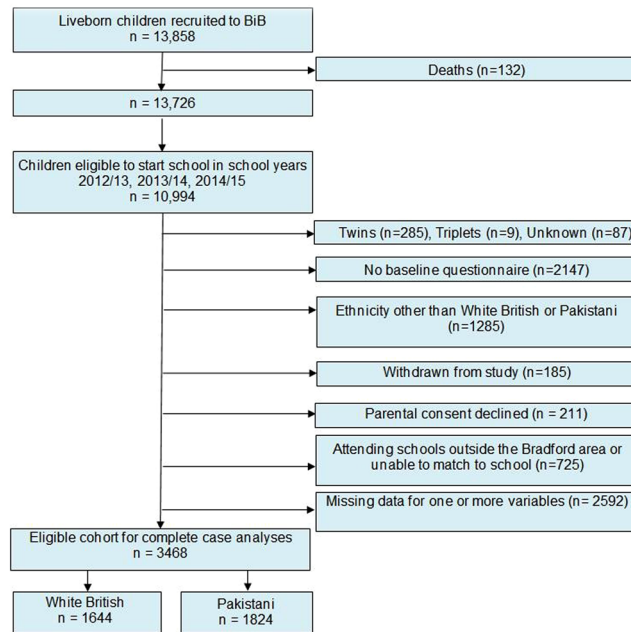 Liveborn children recruited to BiB
n = 13,858
Deaths (n=132)
n = 13,726
Children eligible to start school in school years
2012/13, 2013/14, 2014/15
n = 10,994
Twins (n=285), Triplets (n=9), Unknown (n=87)
No baseline questionnaire (n=2147)
Ethnicity other than White British or Pakistani
(n=1285)
Withdrawn from study (n=185)
Parental consent declined (n = 211)
Attending schools outside the Bradford area or
unable to match to school (n=725)
Missing data for one or more variables (n = 2592)
Eligible cohort for complete case analyses
n = 3468
White British
n = 1644
Pakistani
n = 1824